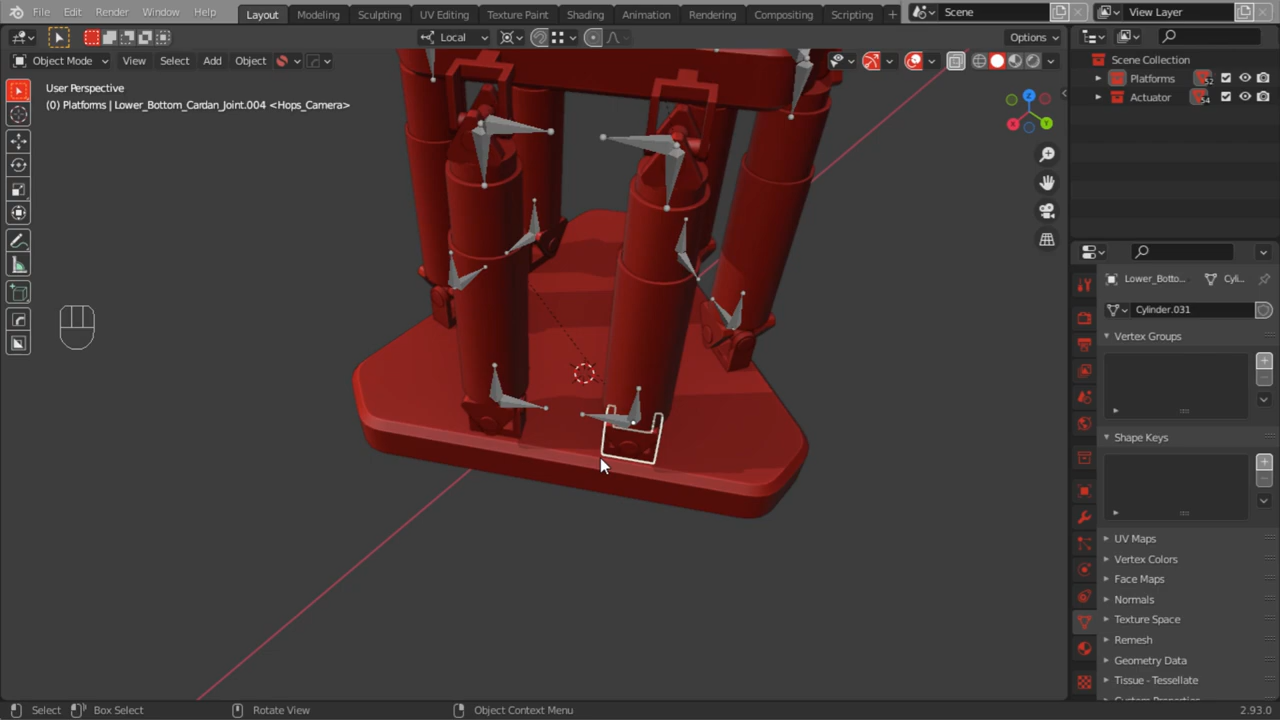 File Edit Render Window Help Layout Modeling Sculpting UV Editing Texture Paint Shading Animation Rendering Compositing Scripting + Scene View Layer
Local Options
Object Mode View Select Add Object
User Perspective
(0) Platforms | Lower_Bottom_Cardan_Joint.004 <Hops_Camera>
Z
X
Y
Scene Collection
Platforms 52
Actuator 54
Lower_Botto... Cyli...
Cylinder.031
Vertex Groups
Shape Keys
UV Maps
Vertex Colors
Face Maps
Normals
Texture Space
Remesh
Geometry Data
Tissue - Tessellate
Select Box Select Rotate View Object Context Menu 2.93.0